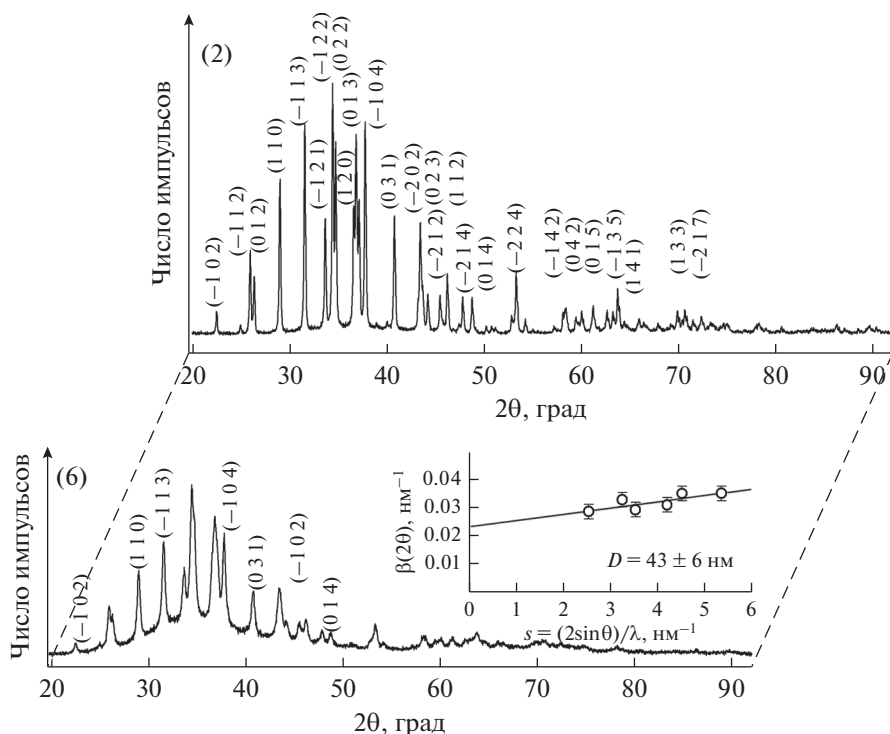 (2)
Число импульсов
(−1 0 2)
(−1 1 2)
(0 1 2)
(1 1 0)
(−1 1 3)
(−1 2 1)
(−1 2 2)
(0 2 2)
(1 2 0)
(0 1 3)
(−1 0 4)
(0 3 1)
(−2 0 2)
(−2 1 2)
(0 2 3)
(1 1 2)
(−2 1 4)
(0 1 4)
(−2 2 4)
(−1 4 2)
(0 4 2)
(0 1 5)
(−1 3 5)
(1 4 1)
(1 3 3)
(−2 1 7)
20 30 40 50 60 70 80 90
2θ, град
(6)
Число импульсов
(−1 0 2)
(1 1 0)
(−1 1 3)
(−1 0 4)
(0 3 1)
(−1 0 2)
(0 1 4)
20 30 40 50 60 70 80 90
2θ, град
β(2θ), нм⁻¹
0.04
0.03
0.02
0.01
D = 43 ± 6 нм
0 1 2 3 4 5 6
s = (2sinθ)/λ, нм⁻¹